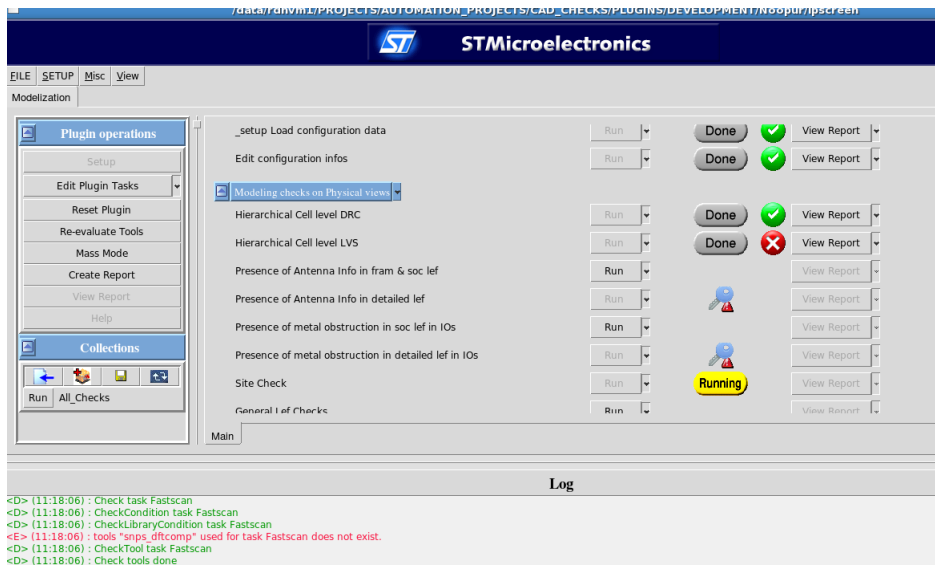 /data/rdhvm1/PROJECTS/AUTOMATION_PROJECTS/CAD_CHECKS/PLUGINS/DEVELOPMENT/Noopur/ipscreen
ST STMicroelectronics
FILE SETUP Misc View
Modelization
Plugin operations
Setup
Edit Plugin Tasks
Reset Plugin
Re-evaluate Tools
Mass Mode
Create Report
View Report
Help
Collections
Run All_Checks
_setup Load configuration data Run Done View Report
Edit configuration infos Run Done View Report
Modeling checks on Physical views
Hierarchical Cell level DRC Run Done View Report
Hierarchical Cell level LVS Run Done View Report
Presence of Antenna Info in fram & soc lef Run View Report
Presence of Antenna Info in detailed lef Run View Report
Presence of metal obstruction in soc lef in IOs Run View Report
Presence of metal obstruction in detailed lef in IOs Run View Report
Site Check Run Running View Report
General Lef Checks Run View Report
Main
Log
<D> (11:18:06) : Check task Fastscan
<D> (11:18:06) : CheckCondition task Fastscan
<D> (11:18:06) : CheckLibraryCondition task Fastscan
<E> (11:18:06) : tools "snps_dftcomp" used for task Fastscan does not exist.
<D> (11:18:06) : CheckTool task Fastscan
<D> (11:18:06) : Check tools done